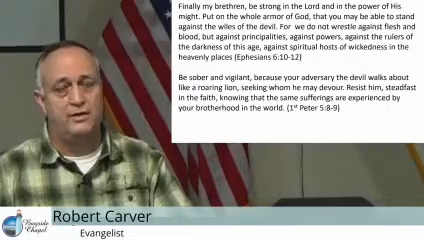 Finally my brethren, be strong in the Lord and in the power of His
might. Put on the whole armor of God, that you may be able to stand
against the wiles of the devil. For  we do not wrestle against flesh and
blood, but against principalities, against powers, against the rulers of
the darkness of this age, against spiritual hosts of wickedness in the
heavenly places (Ephesians 6:10-12)
Be sober and vigilant, because your adversary the devil walks about
like a roaring lion, seeking whom he may devour. Resist him, steadfast
in the faith, knowing that the same sufferings are experienced by
your brotherhood in the world. (1st Peter 5:8-9)
Bayside
Chapel
Robert Carver
Evangelist